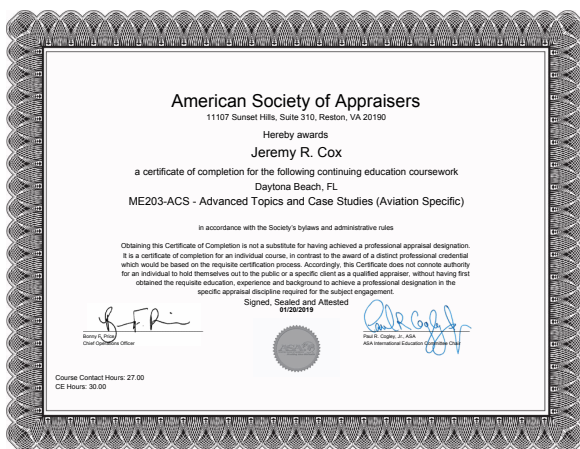 American Society of Appraisers
11107 Sunset Hills, Suite 310, Reston, VA 20190
Hereby awards
Jeremy R. Cox
a certificate of completion for the following continuing education coursework
Daytona Beach, FL
ME203-ACS - Advanced Topics and Case Studies (Aviation Specific)
in accordance with the Society's bylaws and administrative rules
Obtaining this Certificate of Completion is not a substitute for having achieved a professional appraisal designation.
It is a certificate of completion for an individual course, in contrast to the award of a distinct professional credential
which would be based on the requisite certification process. Accordingly, this Certificate does not connote authority
for an individual to hold themselves out to the public or a specific client as a qualified appraiser, without having first
obtained the requisite education, experience and background to achieve a professional designation in the
specific appraisal discipline required for the subject engagement.
Signed, Sealed and Attested
01/20/2019
Bonny F. Price
Chief Operations Officer
Paul R. Cogley, Jr., ASA
ASA International Education Committee Chair
Course Contact Hours: 27.00
CE Hours: 30.00